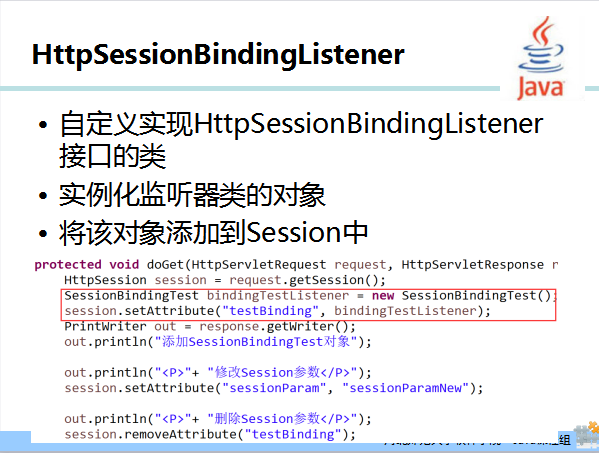 HttpSessionBindingListener
Java
• 自定义实现HttpSessionBindingListener
接口的类
• 实例化监听器类的对象
• 将该对象添加到Session中
protected void doGet(HttpServletRequest request, HttpServletResponse r
HttpSession session = request.getSession();
SessionBindingTest bindingTestListener = new SessionBindingTest();
session.setAttribute("testBinding", bindingTestListener);
PrintWriter out = response.getWriter();
out.println("添加SessionBindingTest对象");
out.println("<P>"+ "修改Session参数</P>");
session.setAttribute("sessionParam", "sessionParamNew");
out.println("<P>"+ "删除Session参数</P>");
session.removeAttribute("testBinding");